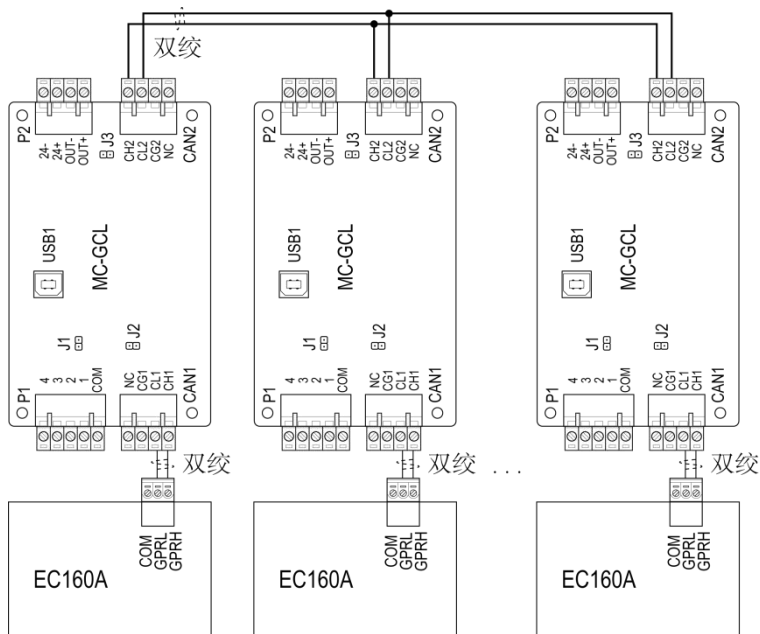 双绞
P2
24-
24+
OUT-
OUT+
J3
CH2
CL2
CG2
NC
CAN2
USB1
MC-GCL
J1
J2
P1
4
3
2
1
COM
NC
CG1
CL1
CH1
CAN1
双绞
COM
GPRL
GPRH
EC160A
P2
24-
24+
OUT-
OUT+
J3
CH2
CL2
CG2
NC
CAN2
USB1
MC-GCL
J1
J2
P1
4
3
2
1
COM
NC
CG1
CL1
CH1
CAN1
双绞 ...
COM
GPRL
GPRH
EC160A
P2
24-
24+
OUT-
OUT+
J3
CH2
CL2
CG2
NC
CAN2
USB1
MC-GCL
J1
J2
P1
4
3
2
1
COM
NC
CG1
CL1
CH1
CAN1
双绞
COM
GPRL
GPRH
EC160A